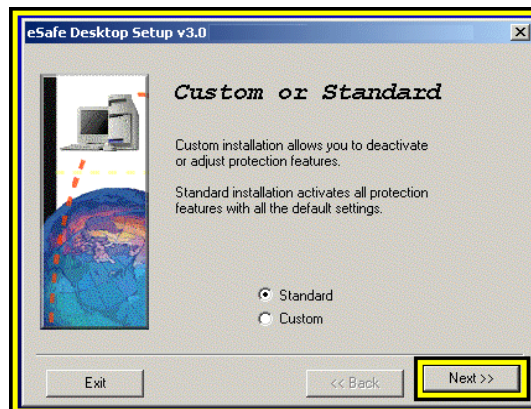 eSafe Desktop Setup v3.0
Custom or Standard
Custom installation allows you to deactivate
or adjust protection features.
Standard installation activates all protection
features with all the default settings.
Standard
Custom
Exit
<< Back
Next >>